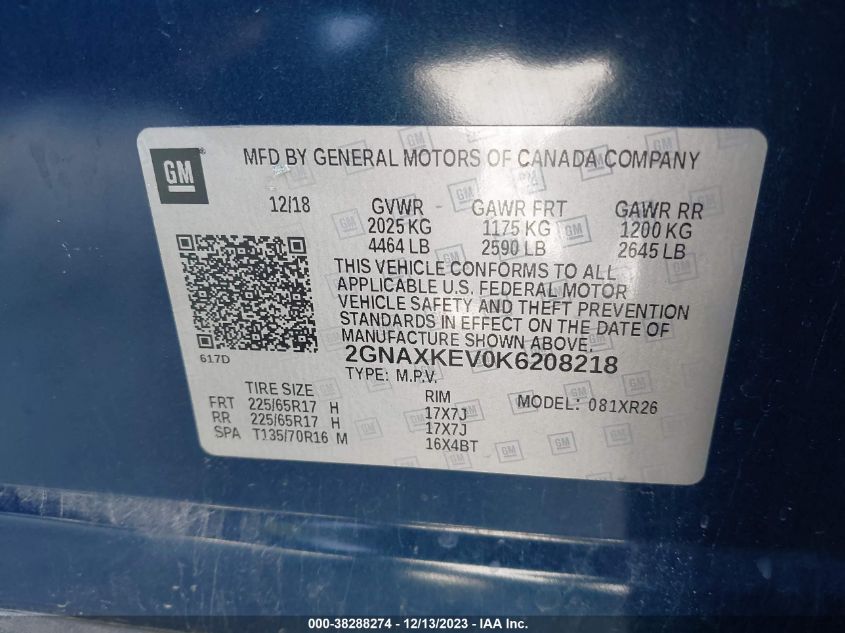 GM
MFD BY GENERAL MOTORS OF CANADA COMPANY
12/18 GVWR GAWR FRT GAWR RR
2025 KG 1175 KG 1200 KG
4464 LB 2590 LB 2645 LB
THIS VEHICLE CONFORMS TO ALL
APPLICABLE U.S. FEDERAL MOTOR
VEHICLE SAFETY AND THEFT PREVENTION
STANDARDS IN EFFECT ON THE DATE OF
MANUFACTURE SHOWN ABOVE.
617D
2GNAXKEV0K6208218
TYPE: M.P.V.
TIRE SIZE RIM MODEL: 081XR26
FRT 225/65R17 H 17X7J
RR 225/65R17 H 17X7J
SPA T135/70R16 M 16X4BT
000-38288274 - 12/13/2023 - IAA Inc.